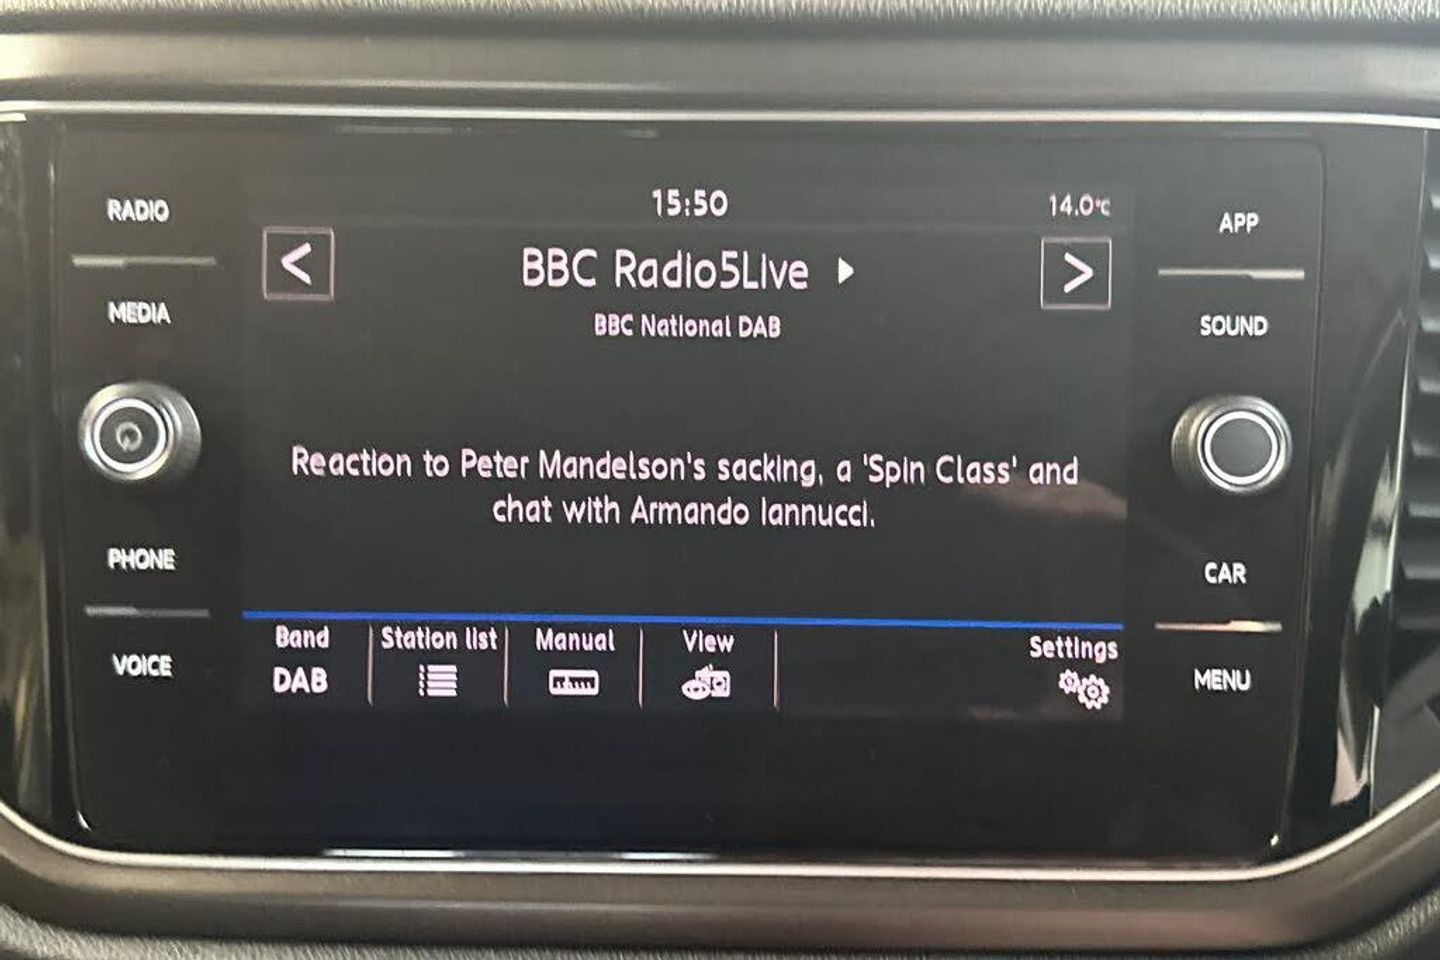 RADIO
MEDIA
PHONE
VOICE
15:50
14.0°C
<
BBC Radio5Live
>
BBC National DAB
Reaction to Peter Mandelson's sacking, a 'Spin Class' and
chat with Armando Iannucci.
Band
DAB
Station list
Manual
View
Settings
APP
SOUND
CAR
MENU